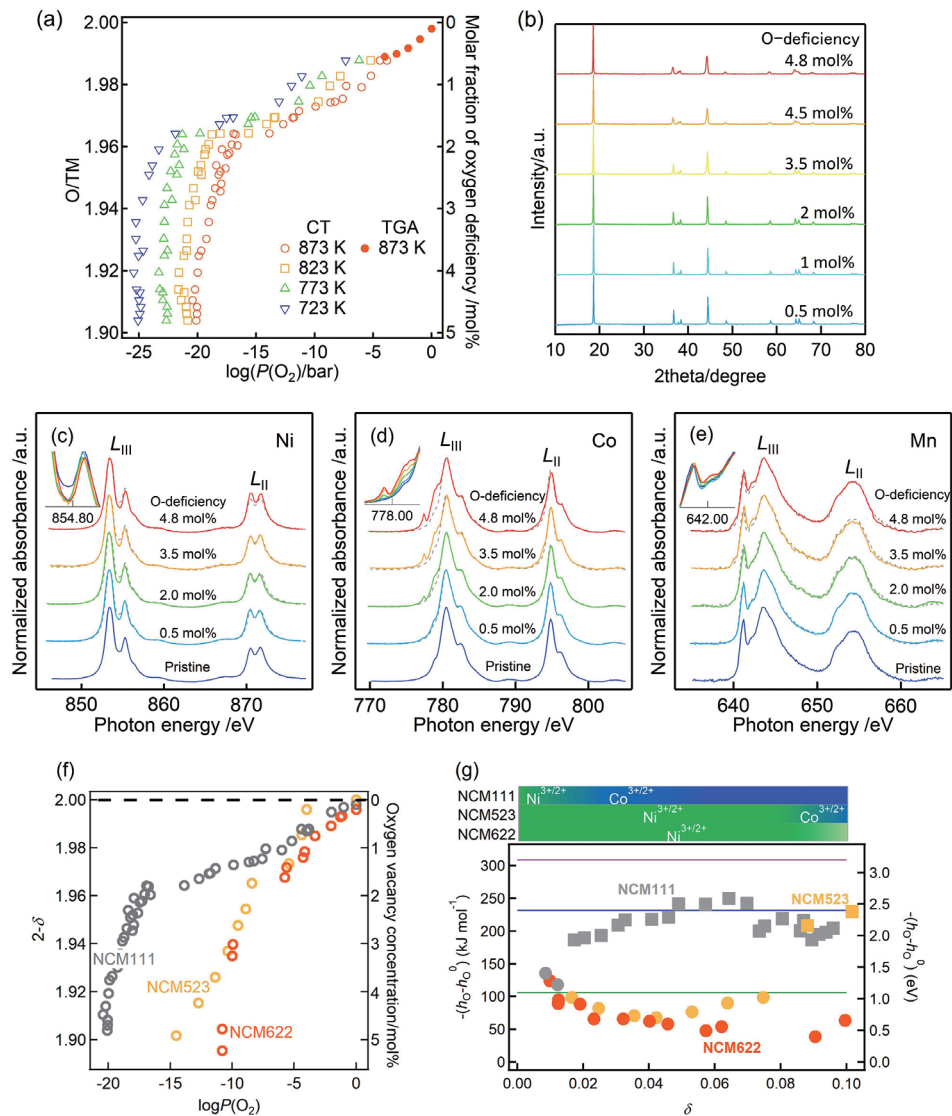 (a)
2.00
1.98
1.96
1.94
1.92
1.90
O/TM
0
1
2
3
4
5
Molar fraction of oxygen deficiency /mol%
CT
873 K
823 K
773 K
723 K
TGA
873 K
-25
-20
-15
-10
-5
0
log(P(O2)/bar)
(b)
Intensity/a.u.
O-deficiency
4.8 mol%
4.5 mol%
3.5 mol%
2 mol%
1 mol%
0.5 mol%
10
20
30
40
50
60
70
80
2theta/degree
(c)
Ni
LIII
LII
854.80
O-deficiency
4.8 mol%
3.5 mol%
2.0 mol%
0.5 mol%
Pristine
Normalized absorbance /a.u.
850
860
870
Photon energy /eV
(d)
Co
LIII
LII
778.00
O-deficiency
4.8 mol%
3.5 mol%
2.0 mol%
0.5 mol%
Pristine
Normalized absorbance /a.u.
770
780
790
800
Photon energy /eV
(e)
Mn
LIII
LII
642.00
O-deficiency
4.8 mol%
3.5 mol%
2.0 mol%
0.5 mol%
Pristine
Normalized absorbance /a.u.
640
650
660
Photon energy /eV
(f)
2.00
1.98
1.96
1.94
1.92
1.90
2-δ
0
1
2
3
4
5
Oxygen vacancy concentration/mol%
NCM111
NCM523
NCM622
-20
-15
-10
-5
0
logP(O2)
(g)
NCM111
Ni3+/2+
Co3+/2+
NCM523
Ni3+/2+
Co3+/2+
NCM622
Ni3+/2+
300
250
200
150
100
50
0
-(hO-hO0) (kJ mol-1)
NCM111
NCM523
NCM622
3.0
2.5
2.0
1.5
1.0
0.5
0.0
-(hO-hO0) (eV)
0.00
0.02
0.04
0.06
0.08
0.10
δ